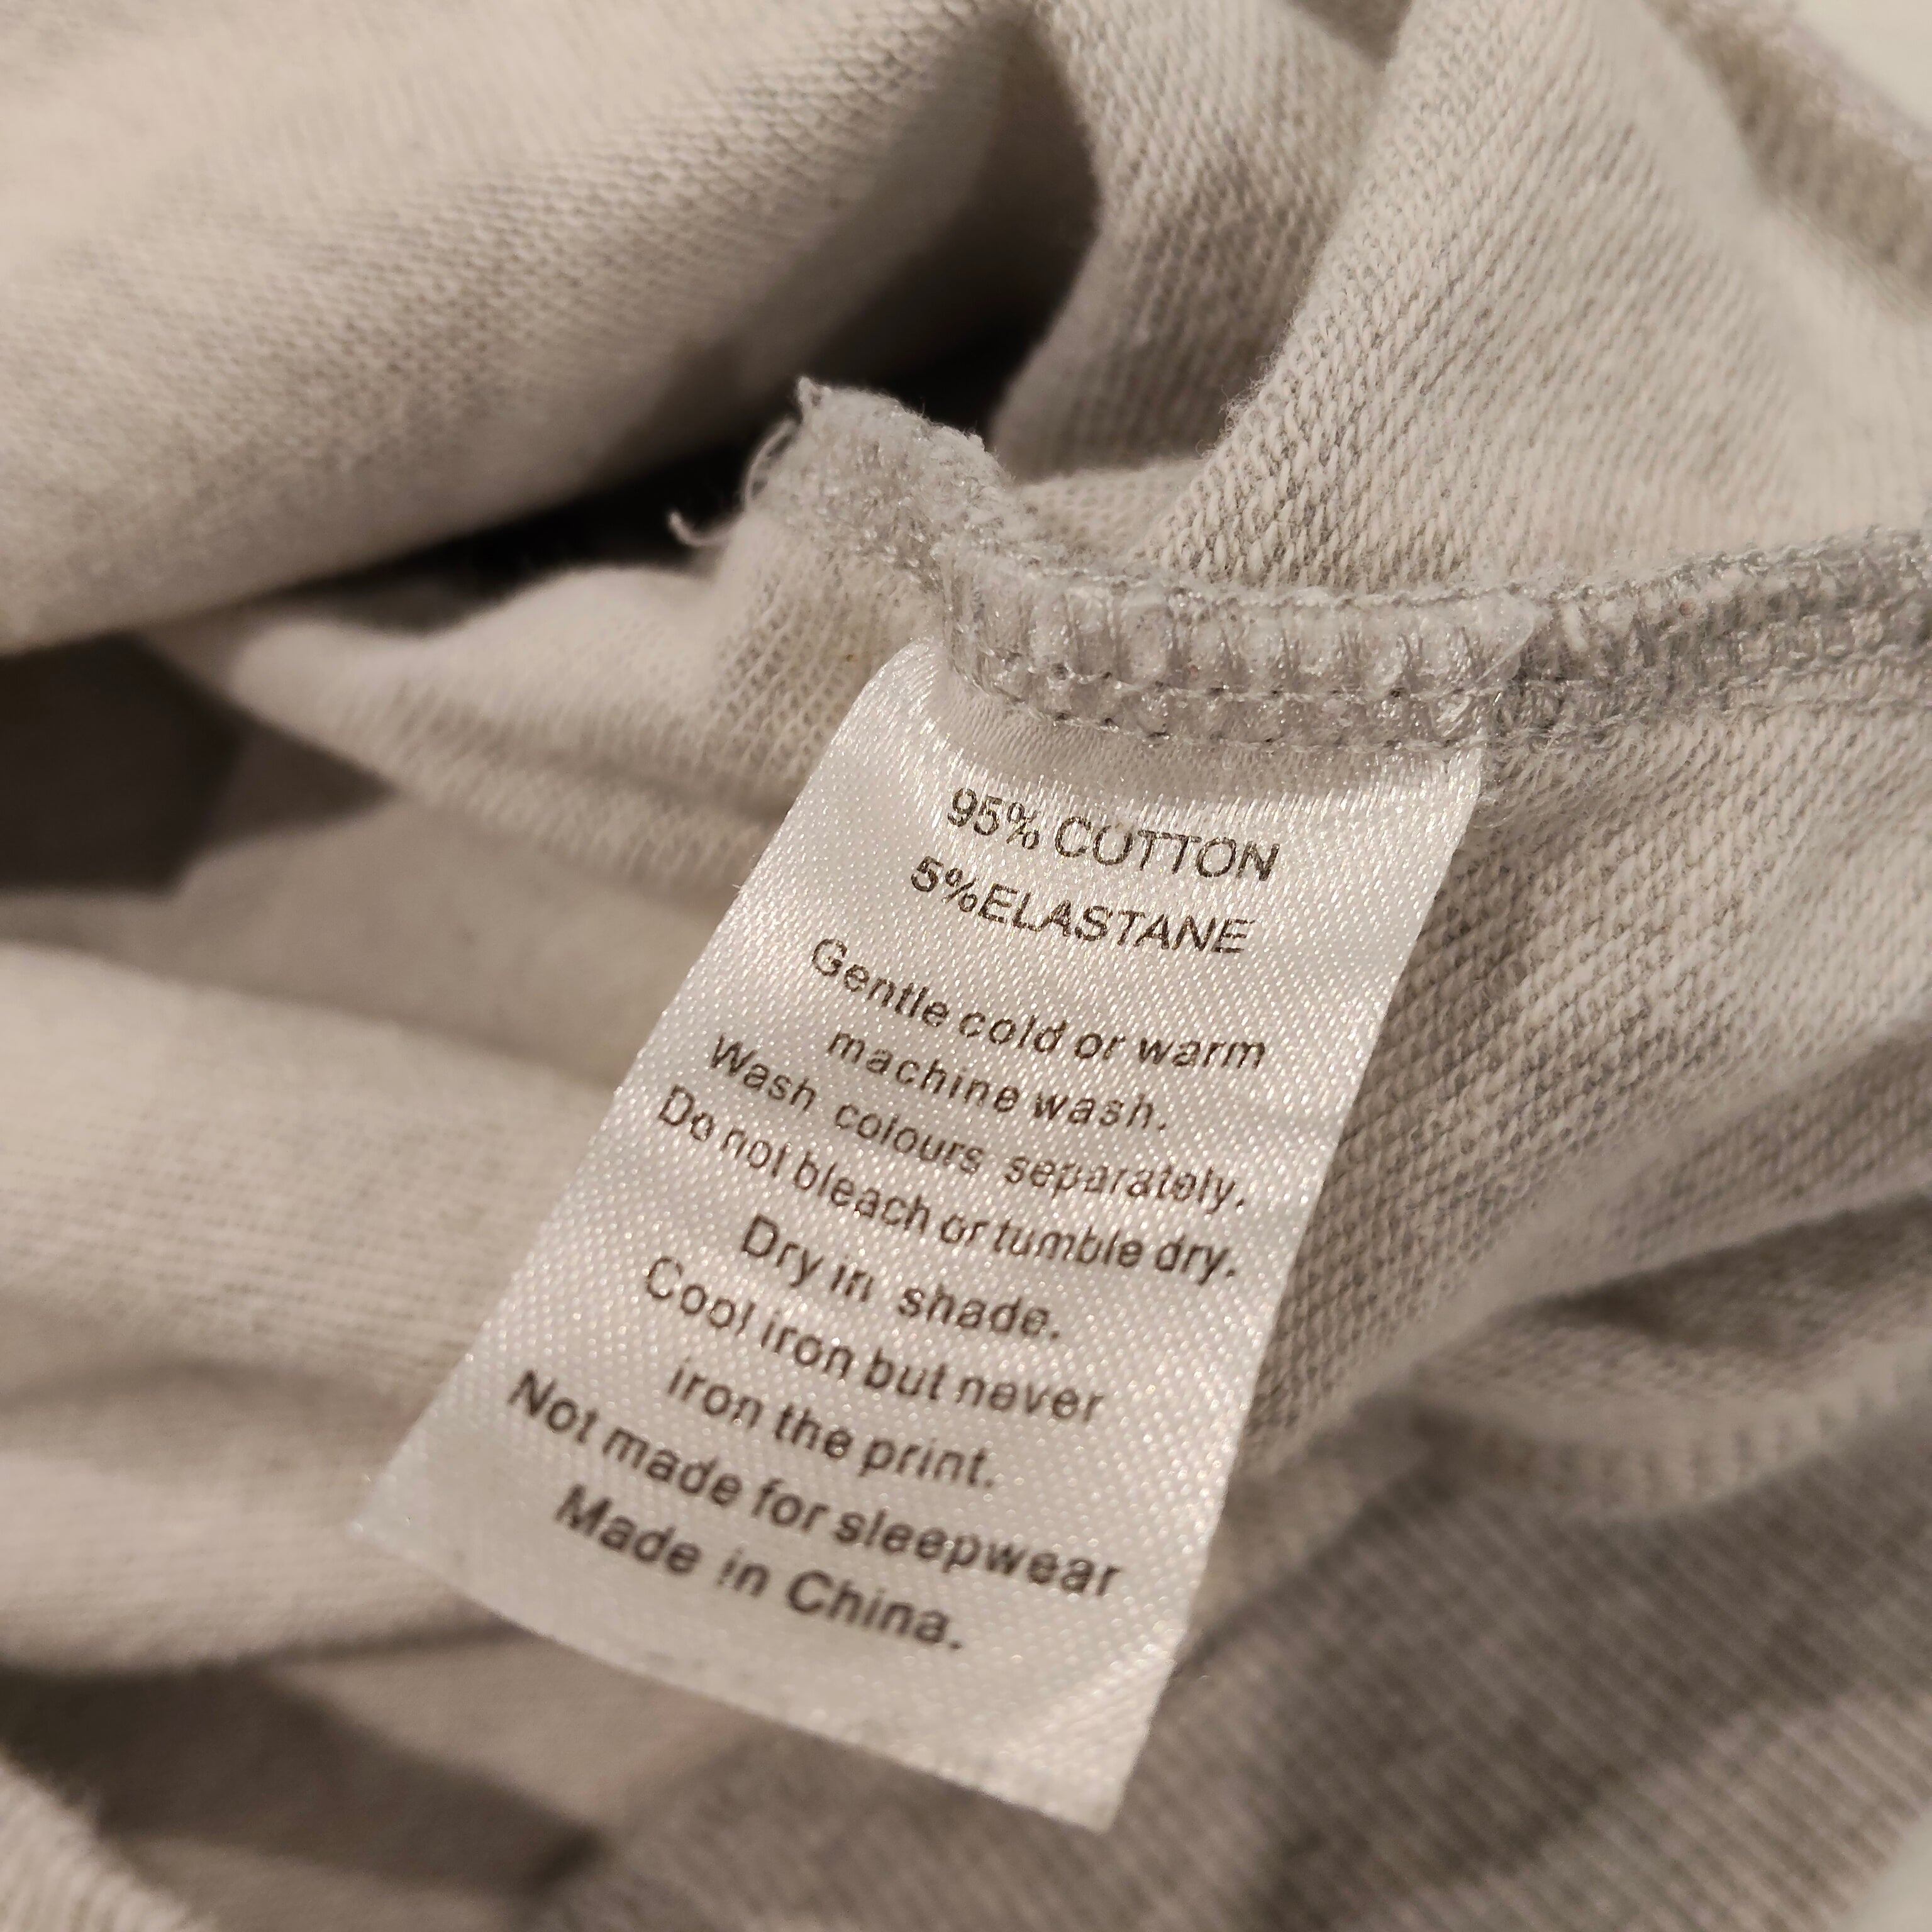 95% COTTON
5%ELASTANE
Gentle cold or warm
machine wash.
Wash colours separately.
Do not bleach or tumble dry.
Dry in shade.
Cool iron but never
iron the print.
Not made for sleepwear
Made in China.